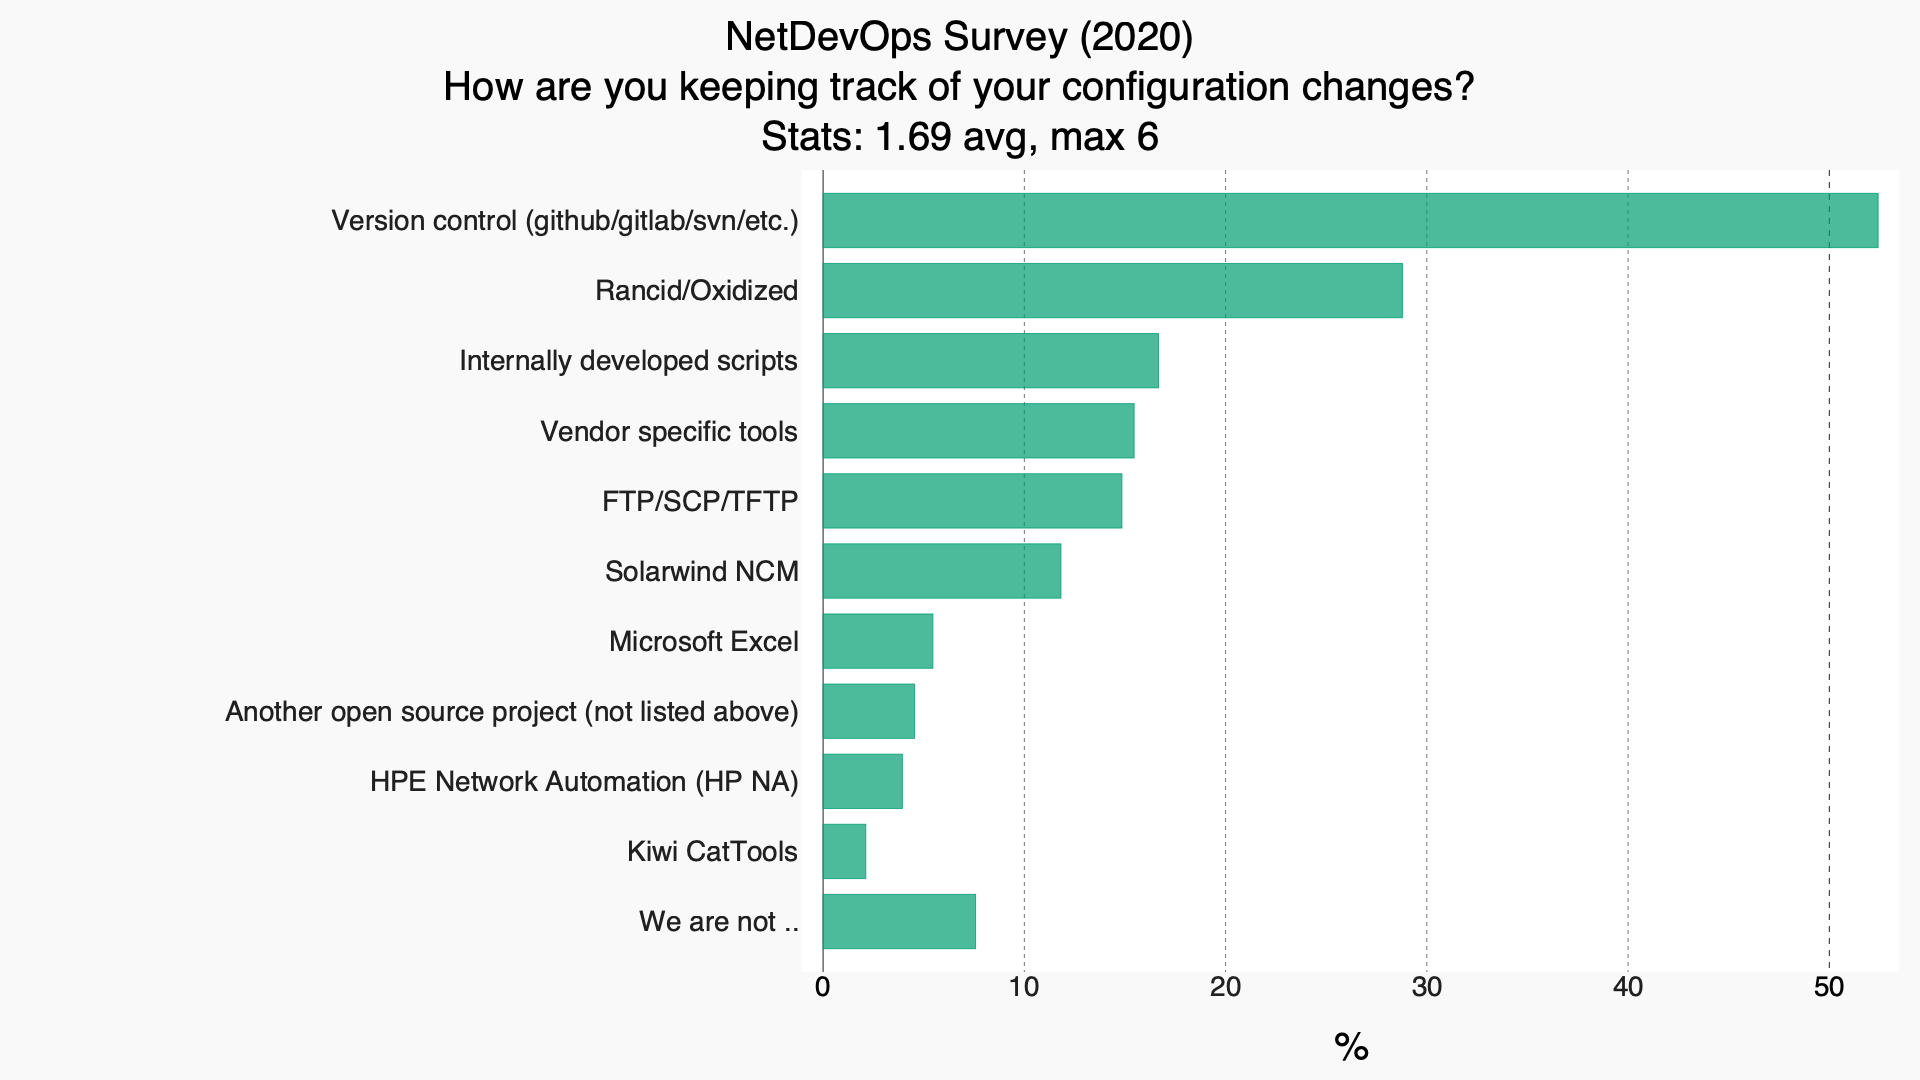 NetDevOps Survey (2020)
How are you keeping track of your configuration changes?
Stats: 1.69 avg, max 6
Version control (github/gitlab/svn/etc.)
Rancid/Oxidized
Internally developed scripts
Vendor specific tools
FTP/SCP/TFTP
Solarwind NCM
Microsoft Excel
Another open source project (not listed above)
HPE Network Automation (HP NA)
Kiwi CatTools
We are not ..
0 10 20 30 40 50
%